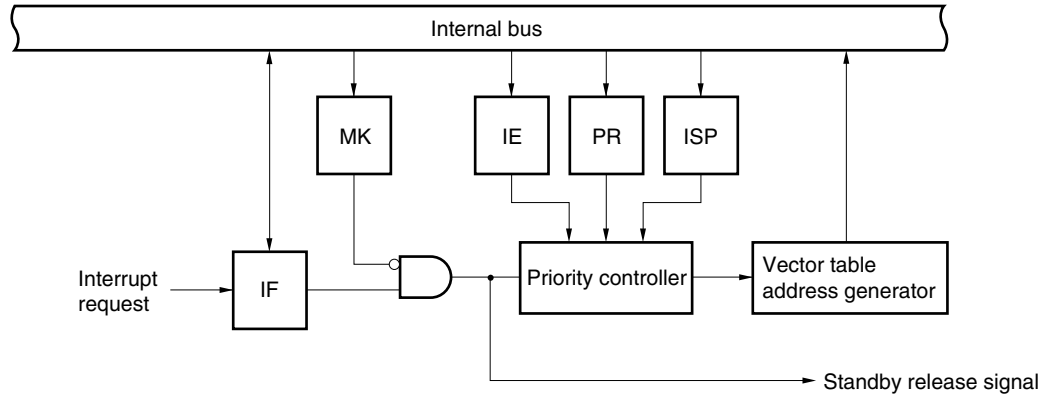 Internal bus
MK
IE
PR
ISP
Interrupt
request
IF
Priority controller
Vector table
address generator
Standby release signal